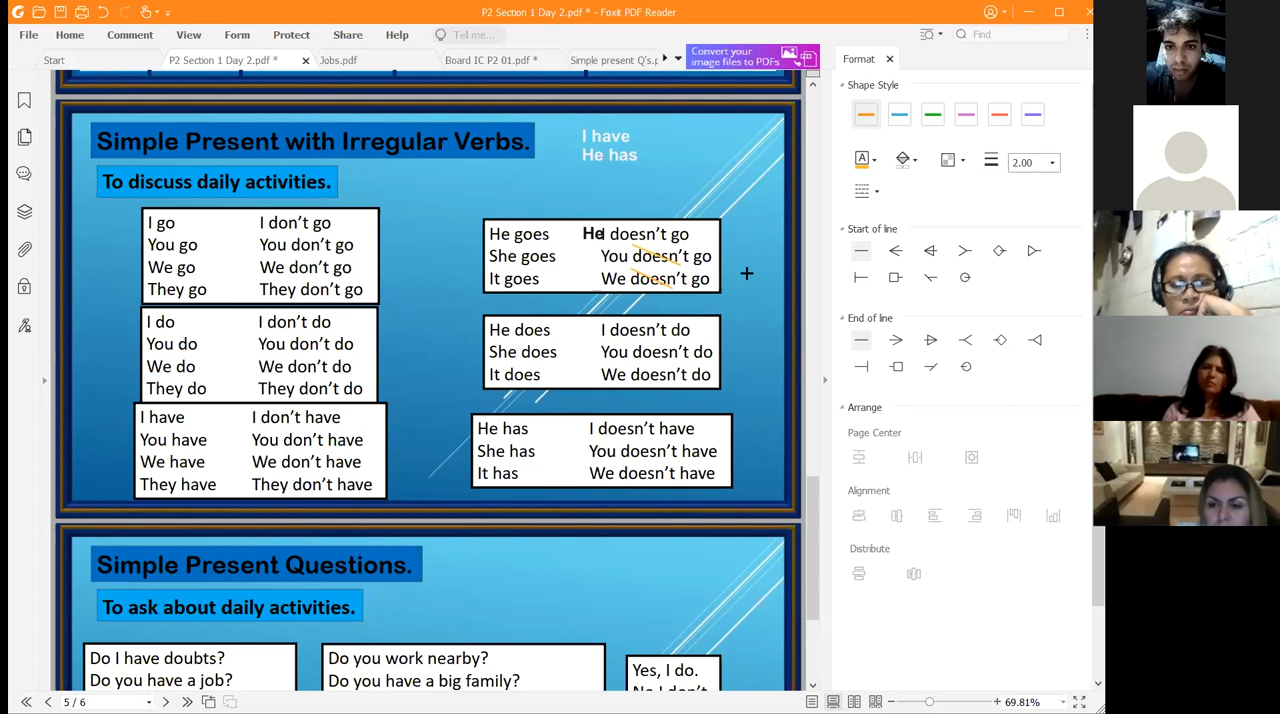 P2 Section 1 Day 2.pdf * - Foxit PDF Reader
File Home Comment View Form Protect Share Help Tell me... Find
Start P2 Section 1 Day 2.pdf * Jobs.pdf Board IC P2 01.pdf * Simple present Q's.p
Convert your
image files to PDFs
Simple Present with Irregular Verbs.
I have
He has
To discuss daily activities.
I go I don't go
You go You don't go
We go We don't go
They go They don't go
I do I don't do
You do You don't do
We do We don't do
They do They don't do
I have I don't have
You have You don't have
We have We don't have
They have They don't have
He goes He I doesn't go
She goes You doesn't go
It goes We doesn't go
He does I doesn't do
She does You doesn't do
It does We doesn't do
He has I doesn't have
She has You doesn't have
It has We doesn't have
Simple Present Questions.
To ask about daily activities.
Do I have doubts?
Do you have a job?
Do you work nearby?
Do you have a big family?
Yes, I do.
No I don't
Format
Shape Style
A
2.00
Start of line
End of line
Arrange
Page Center
Alignment
Distribute
5 / 6
69.81%